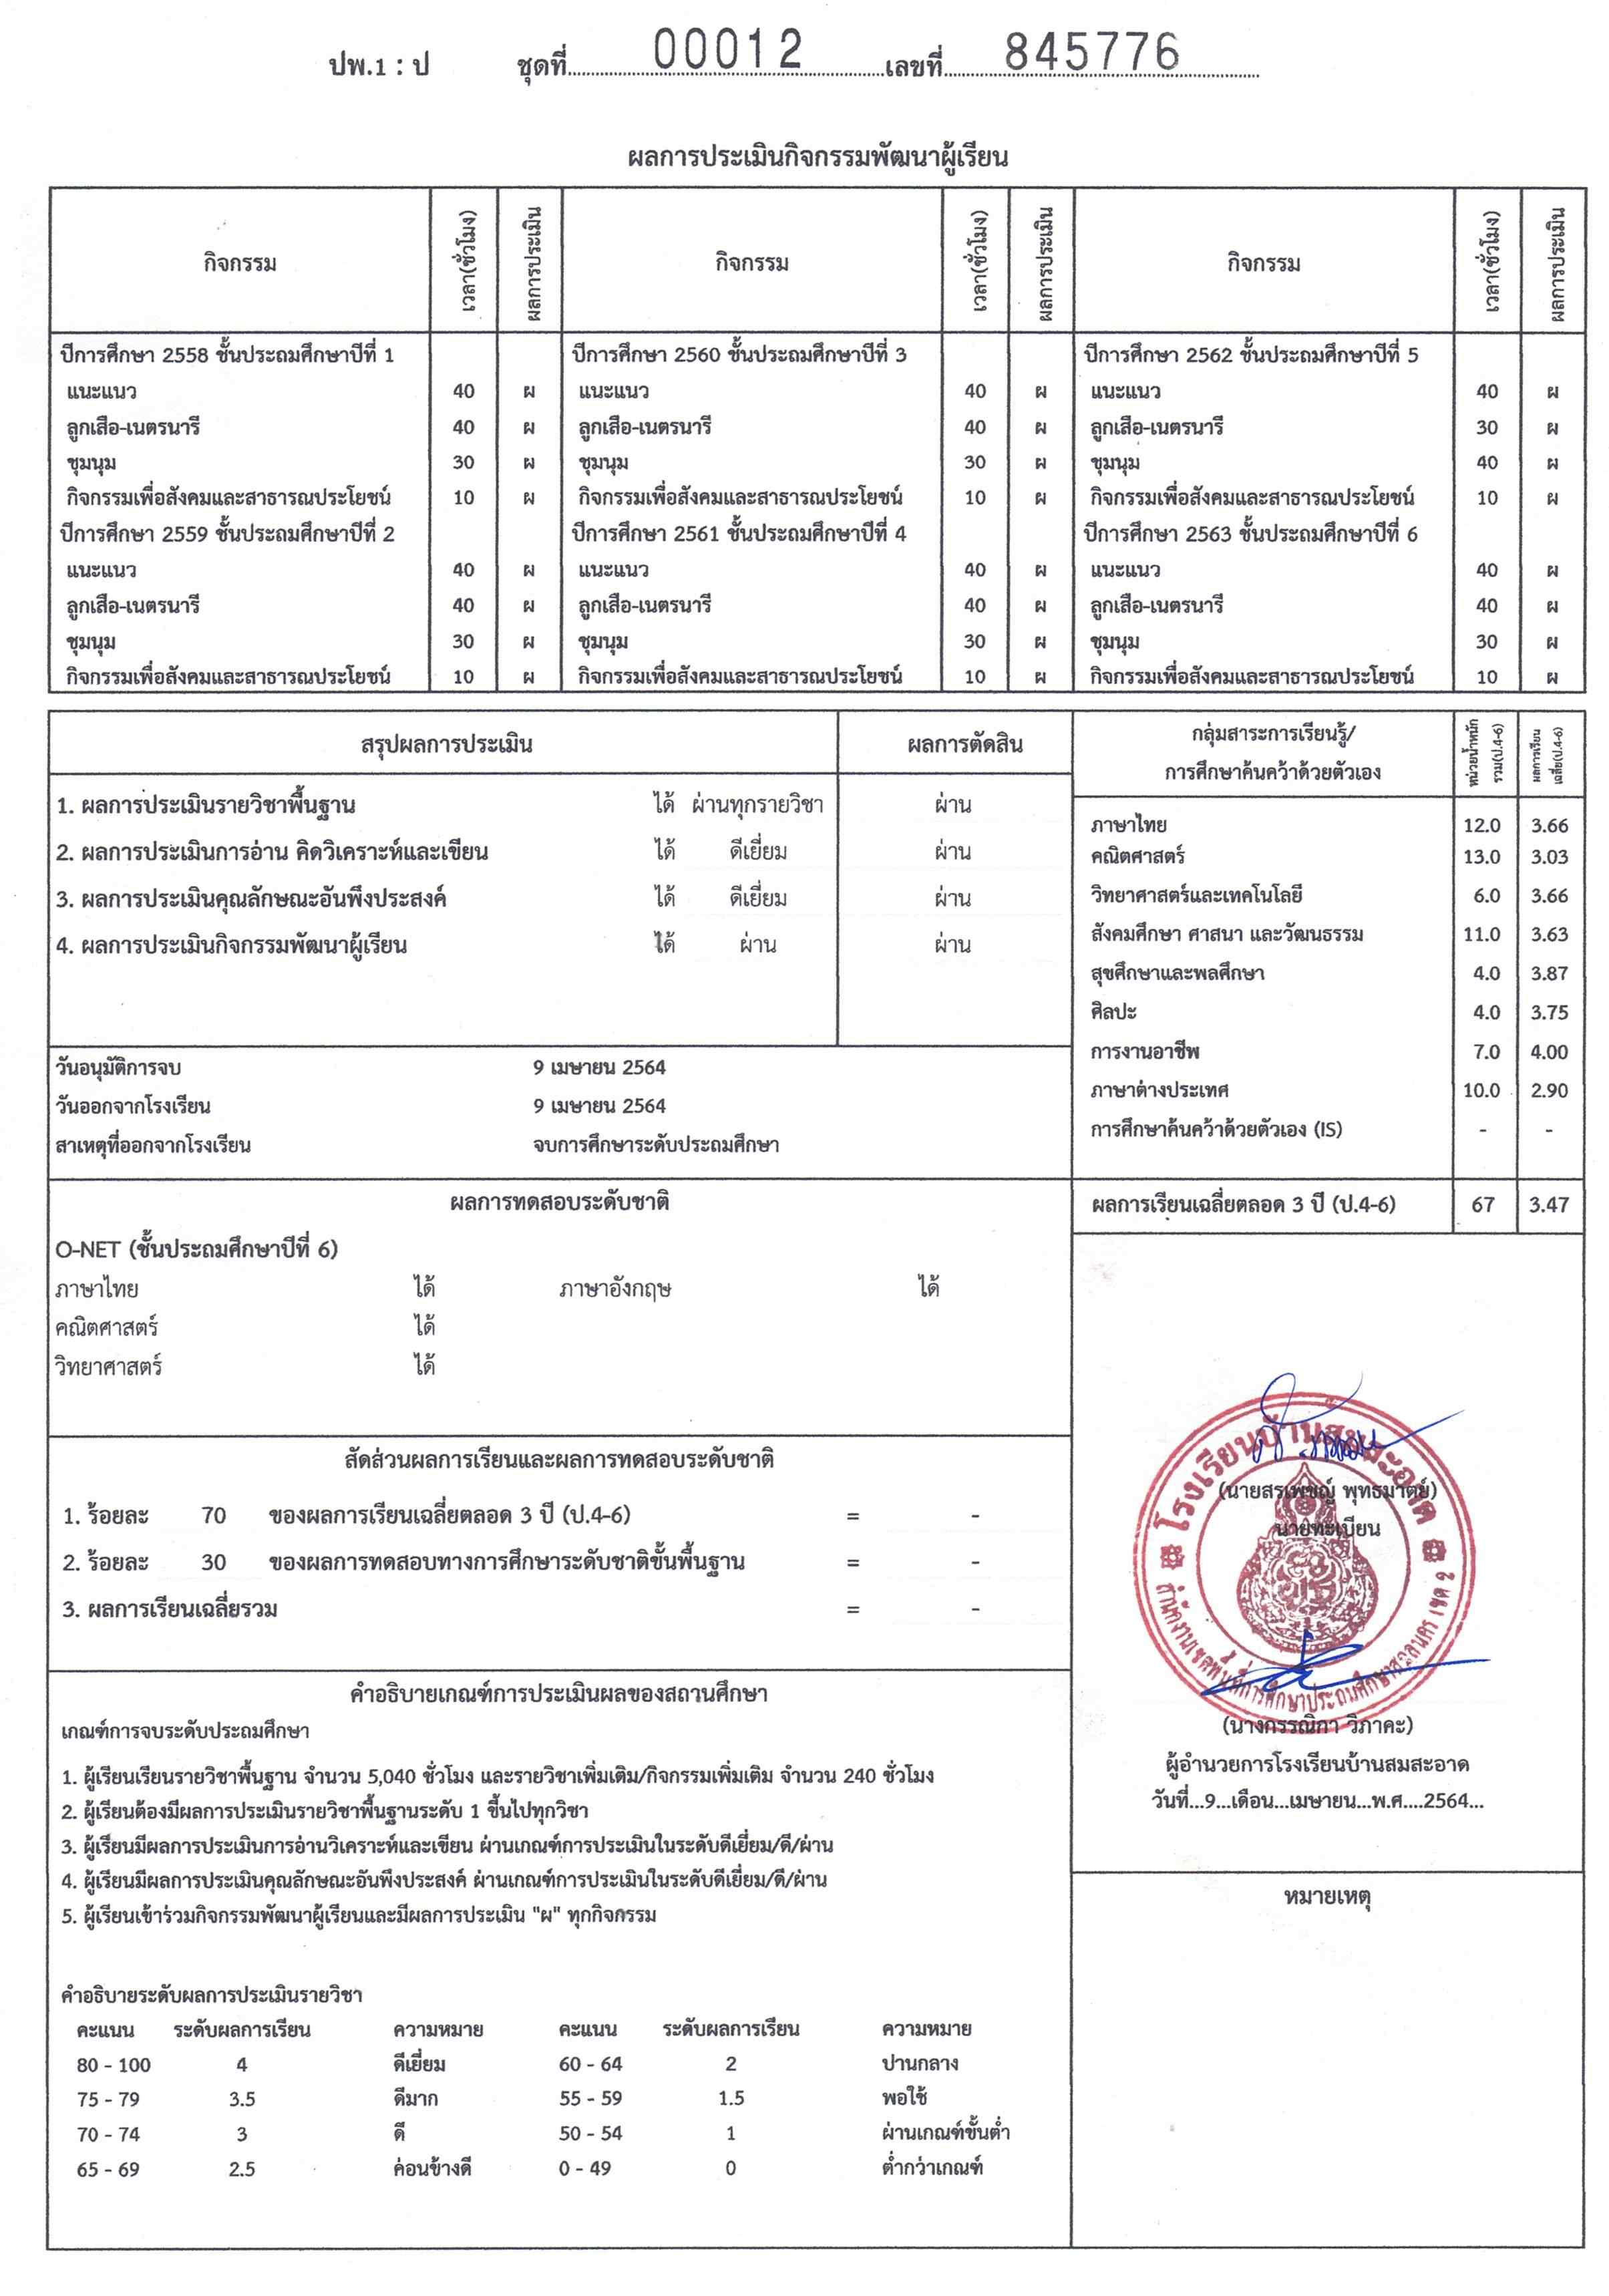 ปพ.1 : ป ชุดที่ 00012 เลขที่ 845776
ผลการประเมินกิจกรรมพัฒนาผู้เรียน
กิจกรรม เวลา(ชั่วโมง) ผลการประเมิน กิจกรรม เวลา(ชั่วโมง) ผลการประเมิน กิจกรรม เวลา(ชั่วโมง) ผลการประเมิน
ปีการศึกษา 2558 ชั้นประถมศึกษาปีที่ 1 ปีการศึกษา 2560 ชั้นประถมศึกษาปีที่ 3 ปีการศึกษา 2562 ชั้นประถมศึกษาปีที่ 5
แนะแนว 40 ผ แนะแนว 40 ผ แนะแนว 40 ผ
ลูกเสือ-เนตรนารี 40 ผ ลูกเสือ-เนตรนารี 40 ผ ลูกเสือ-เนตรนารี 30 ผ
ชุมนุม 30 ผ ชุมนุม 30 ผ ชุมนุม 40 ผ
กิจกรรมเพื่อสังคมและสาธารณประโยชน์ 10 ผ กิจกรรมเพื่อสังคมและสาธารณประโยชน์ 10 ผ กิจกรรมเพื่อสังคมและสาธารณประโยชน์ 10 ผ
ปีการศึกษา 2559 ชั้นประถมศึกษาปีที่ 2 ปีการศึกษา 2561 ชั้นประถมศึกษาปีที่ 4 ปีการศึกษา 2563 ชั้นประถมศึกษาปีที่ 6
แนะแนว 40 ผ แนะแนว 40 ผ แนะแนว 40 ผ
ลูกเสือ-เนตรนารี 40 ผ ลูกเสือ-เนตรนารี 40 ผ ลูกเสือ-เนตรนารี 40 ผ
ชุมนุม 30 ผ ชุมนุม 30 ผ ชุมนุม 30 ผ
กิจกรรมเพื่อสังคมและสาธารณประโยชน์ 10 ผ กิจกรรมเพื่อสังคมและสาธารณประโยชน์ 10 ผ กิจกรรมเพื่อสังคมและสาธารณประโยชน์ 10 ผ
สรุปผลการประเมิน ผลการตัดสิน
1. ผลการประเมินรายวิชาพื้นฐาน ได้ ผ่านทุกรายวิชา ผ่าน
2. ผลการประเมินการอ่าน คิดวิเคราะห์และเขียน ได้ ดีเยี่ยม ผ่าน
3. ผลการประเมินคุณลักษณะอันพึงประสงค์ ได้ ดีเยี่ยม ผ่าน
4. ผลการประเมินกิจกรรมพัฒนาผู้เรียน ได้ ผ่าน ผ่าน
วันอนุมัติการจบ 9 เมษายน 2564
วันออกจากโรงเรียน 9 เมษายน 2564
สาเหตุที่ออกจากโรงเรียน จบการศึกษาระดับประถมศึกษา
กลุ่มสาระการเรียนรู้/
การศึกษาค้นคว้าด้วยตัวเอง
หน่วยน้ำหนัก
รวม(ป.4-6)
ผลการเรียน
เฉลี่ย(ป.4-6)
ภาษาไทย 12.0 3.66
คณิตศาสตร์ 13.0 3.03
วิทยาศาสตร์และเทคโนโลยี 6.0 3.66
สังคมศึกษา ศาสนา และวัฒนธรรม 11.0 3.63
สุขศึกษาและพลศึกษา 4.0 3.87
ศิลปะ 4.0 3.75
การงานอาชีพ 7.0 4.00
ภาษาต่างประเทศ 10.0 2.90
การศึกษาค้นคว้าด้วยตัวเอง (IS) - -
ผลการเรียนเฉลี่ยตลอด 3 ปี (ป.4-6) 67 3.47
ผลการทดสอบระดับชาติ
O-NET (ชั้นประถมศึกษาปีที่ 6)
ภาษาไทย ได้ ภาษาอังกฤษ ได้
คณิตศาสตร์ ได้
วิทยาศาสตร์ ได้
สัดส่วนผลการเรียนและผลการทดสอบระดับชาติ
1. ร้อยละ 70 ของผลการเรียนเฉลี่ยตลอด 3 ปี (ป.4-6) = -
2. ร้อยละ 30 ของผลการทดสอบทางการศึกษาระดับชาติขั้นพื้นฐาน = -
3. ผลการเรียนเฉลี่ยรวม = -
คำอธิบายเกณฑ์การประเมินผลของสถานศึกษา
เกณฑ์การจบระดับประถมศึกษา
1. ผู้เรียนเรียนรายวิชาพื้นฐาน จำนวน 5,040 ชั่วโมง และรายวิชาเพิ่มเติม/กิจกรรมเพิ่มเติม จำนวน 240 ชั่วโมง
2. ผู้เรียนต้องมีผลการประเมินรายวิชาพื้นฐานระดับ 1 ขึ้นไปทุกวิชา
3. ผู้เรียนมีผลการประเมินการอ่านวิเคราะห์และเขียน ผ่านเกณฑ์การประเมินในระดับดีเยี่ยม/ดี/ผ่าน
4. ผู้เรียนมีผลการประเมินคุณลักษณะอันพึงประสงค์ ผ่านเกณฑ์การประเมินในระดับดีเยี่ยม/ดี/ผ่าน
5. ผู้เรียนเข้าร่วมกิจกรรมพัฒนาผู้เรียนและมีผลการประเมิน "ผ" ทุกกิจกรรม
คำอธิบายระดับผลการประเมินรายวิชา
คะแนน ระดับผลการเรียน ความหมาย คะแนน ระดับผลการเรียน ความหมาย
80 - 100 4 ดีเยี่ยม 60 - 64 2 ปานกลาง
75 - 79 3.5 ดีมาก 55 - 59 1.5 พอใช้
70 - 74 3 ดี 50 - 54 1 ผ่านเกณฑ์ขั้นต่ำ
65 - 69 2.5 ค่อนข้างดี 0 - 49 0 ต่ำกว่าเกณฑ์
โรงเรียนบ้านสมสะอาด
สำนักงานเขตพื้นที่การศึกษาประถมศึกษาสกลนคร เขต 2
(นายสรเพชญ์ พุทธมาตย์)
นายทะเบียน
(นางกรรณิกา วิภาคะ)
ผู้อำนวยการโรงเรียนบ้านสมสะอาด
วันที่...9...เดือน...เมษายน...พ.ศ....2564...
หมายเหตุ